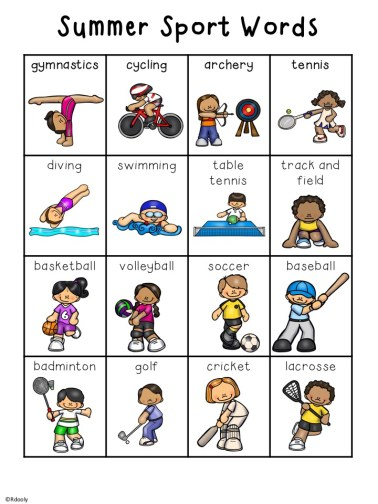 Summer Sport Words
gymnastics cycling archery tennis
diving swimming table tennis track and field
basketball volleyball soccer baseball
6
badminton golf cricket lacrosse
©Rdooly